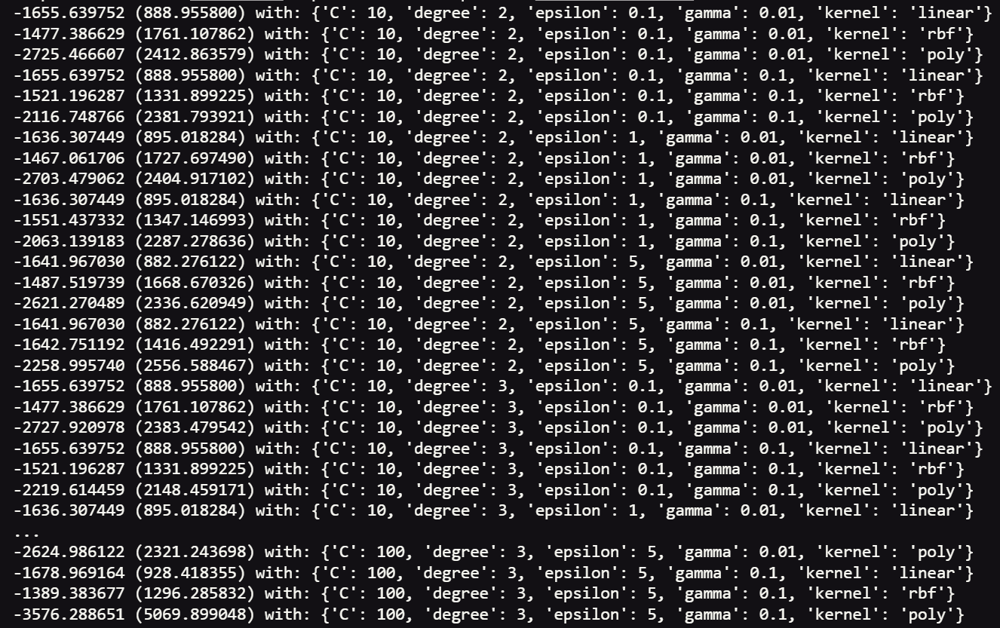 -1655.639752 (888.955800) with: {'C': 10, 'degree': 2, 'epsilon': 0.1, 'gamma': 0.01, 'kernel': 'linear'}
-1477.386629 (1761.107862) with: {'C': 10, 'degree': 2, 'epsilon': 0.1, 'gamma': 0.01, 'kernel': 'rbf'}
-2725.466607 (2412.863579) with: {'C': 10, 'degree': 2, 'epsilon': 0.1, 'gamma': 0.01, 'kernel': 'poly'}
-1655.639752 (888.955800) with: {'C': 10, 'degree': 2, 'epsilon': 0.1, 'gamma': 0.1, 'kernel': 'linear'}
-1521.196287 (1331.899225) with: {'C': 10, 'degree': 2, 'epsilon': 0.1, 'gamma': 0.1, 'kernel': 'rbf'}
-2116.748766 (2381.793921) with: {'C': 10, 'degree': 2, 'epsilon': 0.1, 'gamma': 0.1, 'kernel': 'poly'}
-1636.307449 (895.018284) with: {'C': 10, 'degree': 2, 'epsilon': 1, 'gamma': 0.01, 'kernel': 'linear'}
-1467.061706 (1727.697490) with: {'C': 10, 'degree': 2, 'epsilon': 1, 'gamma': 0.01, 'kernel': 'rbf'}
-2703.479062 (2404.917102) with: {'C': 10, 'degree': 2, 'epsilon': 1, 'gamma': 0.01, 'kernel': 'poly'}
-1636.307449 (895.018284) with: {'C': 10, 'degree': 2, 'epsilon': 1, 'gamma': 0.1, 'kernel': 'linear'}
-1551.437332 (1347.146993) with: {'C': 10, 'degree': 2, 'epsilon': 1, 'gamma': 0.1, 'kernel': 'rbf'}
-2063.139183 (2287.278636) with: {'C': 10, 'degree': 2, 'epsilon': 1, 'gamma': 0.1, 'kernel': 'poly'}
-1641.967030 (882.276122) with: {'C': 10, 'degree': 2, 'epsilon': 5, 'gamma': 0.01, 'kernel': 'linear'}
-1487.519739 (1668.670326) with: {'C': 10, 'degree': 2, 'epsilon': 5, 'gamma': 0.01, 'kernel': 'rbf'}
-2621.270489 (2336.620949) with: {'C': 10, 'degree': 2, 'epsilon': 5, 'gamma': 0.01, 'kernel': 'poly'}
-1641.967030 (882.276122) with: {'C': 10, 'degree': 2, 'epsilon': 5, 'gamma': 0.1, 'kernel': 'linear'}
-1642.751192 (1416.492291) with: {'C': 10, 'degree': 2, 'epsilon': 5, 'gamma': 0.1, 'kernel': 'rbf'}
-2258.995740 (2556.588467) with: {'C': 10, 'degree': 2, 'epsilon': 5, 'gamma': 0.1, 'kernel': 'poly'}
-1655.639752 (888.955800) with: {'C': 10, 'degree': 3, 'epsilon': 0.1, 'gamma': 0.01, 'kernel': 'linear'}
-1477.386629 (1761.107862) with: {'C': 10, 'degree': 3, 'epsilon': 0.1, 'gamma': 0.01, 'kernel': 'rbf'}
-2727.920978 (2383.479542) with: {'C': 10, 'degree': 3, 'epsilon': 0.1, 'gamma': 0.01, 'kernel': 'poly'}
-1655.639752 (888.955800) with: {'C': 10, 'degree': 3, 'epsilon': 0.1, 'gamma': 0.1, 'kernel': 'linear'}
-1521.196287 (1331.899225) with: {'C': 10, 'degree': 3, 'epsilon': 0.1, 'gamma': 0.1, 'kernel': 'rbf'}
-2219.614459 (2148.459171) with: {'C': 10, 'degree': 3, 'epsilon': 0.1, 'gamma': 0.1, 'kernel': 'poly'}
-1636.307449 (895.018284) with: {'C': 10, 'degree': 3, 'epsilon': 1, 'gamma': 0.01, 'kernel': 'linear'}
...
-2624.986122 (2321.243698) with: {'C': 100, 'degree': 3, 'epsilon': 5, 'gamma': 0.01, 'kernel': 'poly'}
-1678.969164 (928.418355) with: {'C': 100, 'degree': 3, 'epsilon': 5, 'gamma': 0.1, 'kernel': 'linear'}
-1389.383677 (1296.285832) with: {'C': 100, 'degree': 3, 'epsilon': 5, 'gamma': 0.1, 'kernel': 'rbf'}
-3576.288651 (5069.899048) with: {'C': 100, 'degree': 3, 'epsilon': 5, 'gamma': 0.1, 'kernel': 'poly'}